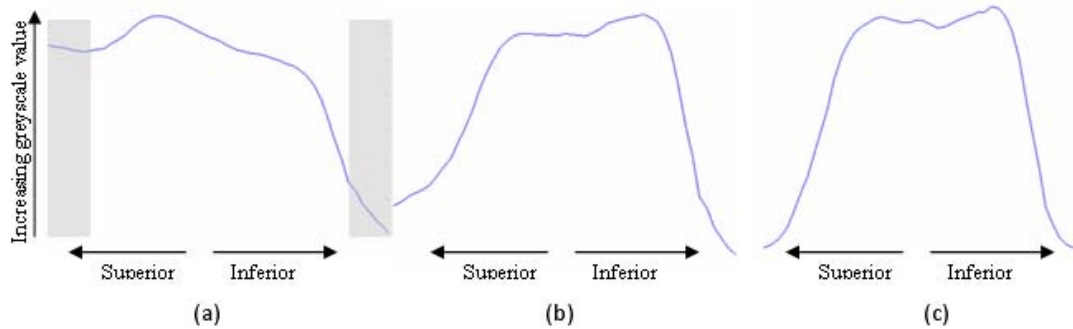 Increasing greyscale value
Superior Inferior
Superior Inferior
Superior Inferior
(a)
(b)
(c)